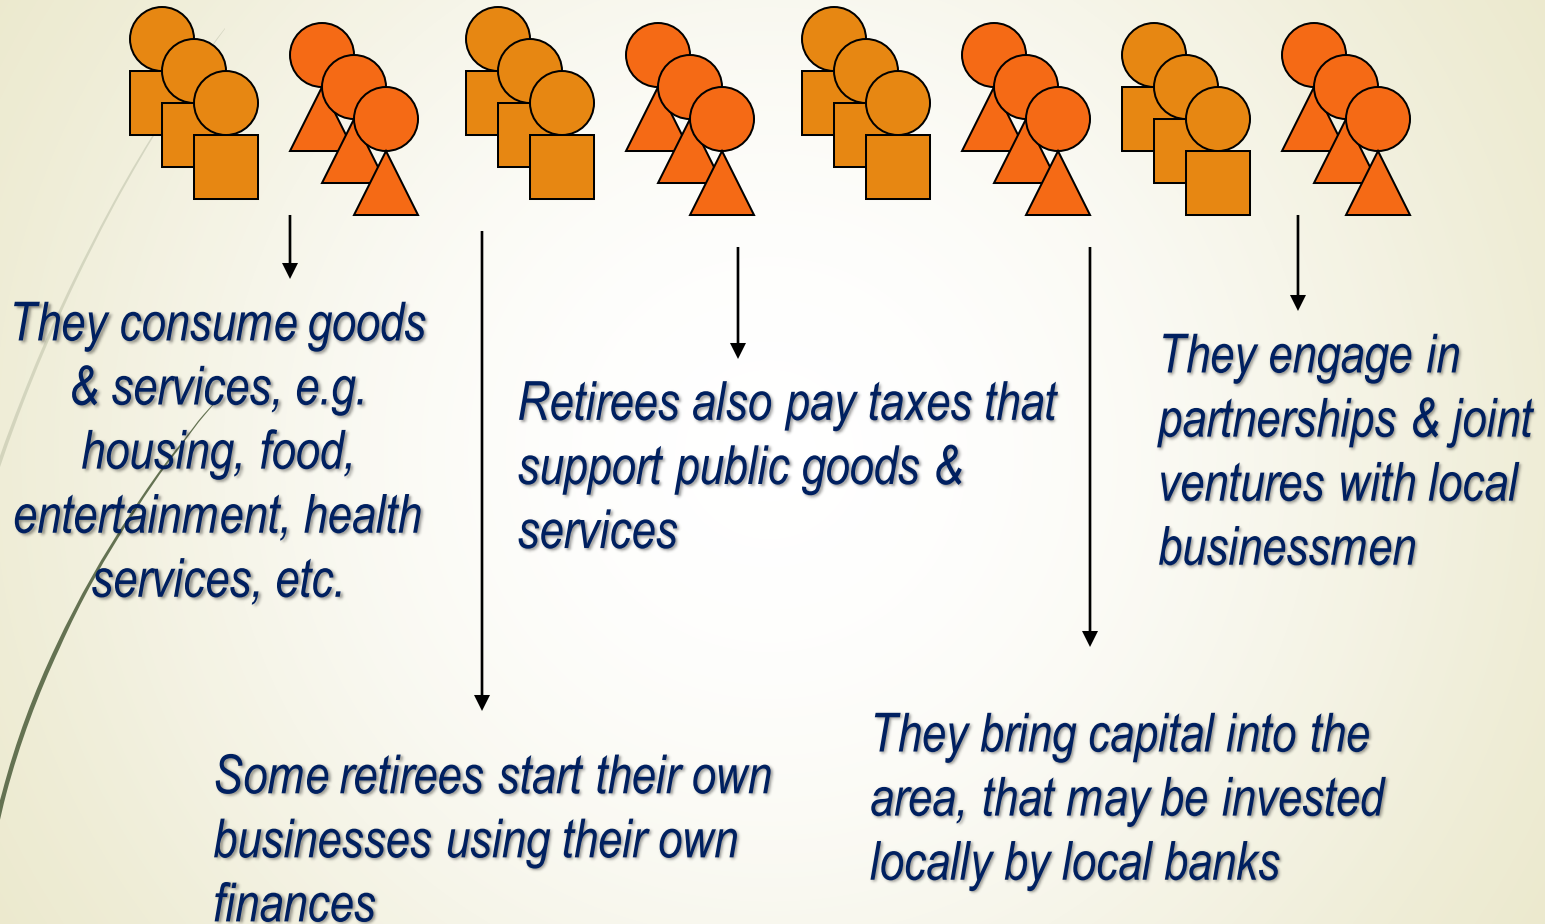 They consume goods
& services, e.g.
housing, food,
entertainment, health
services, etc.
Retirees also pay taxes that
support public goods &
services
They engage in
partnerships & joint
ventures with local
businessmen
Some retirees start their own
businesses using their own
finances
They bring capital into the
area, that may be invested
locally by local banks